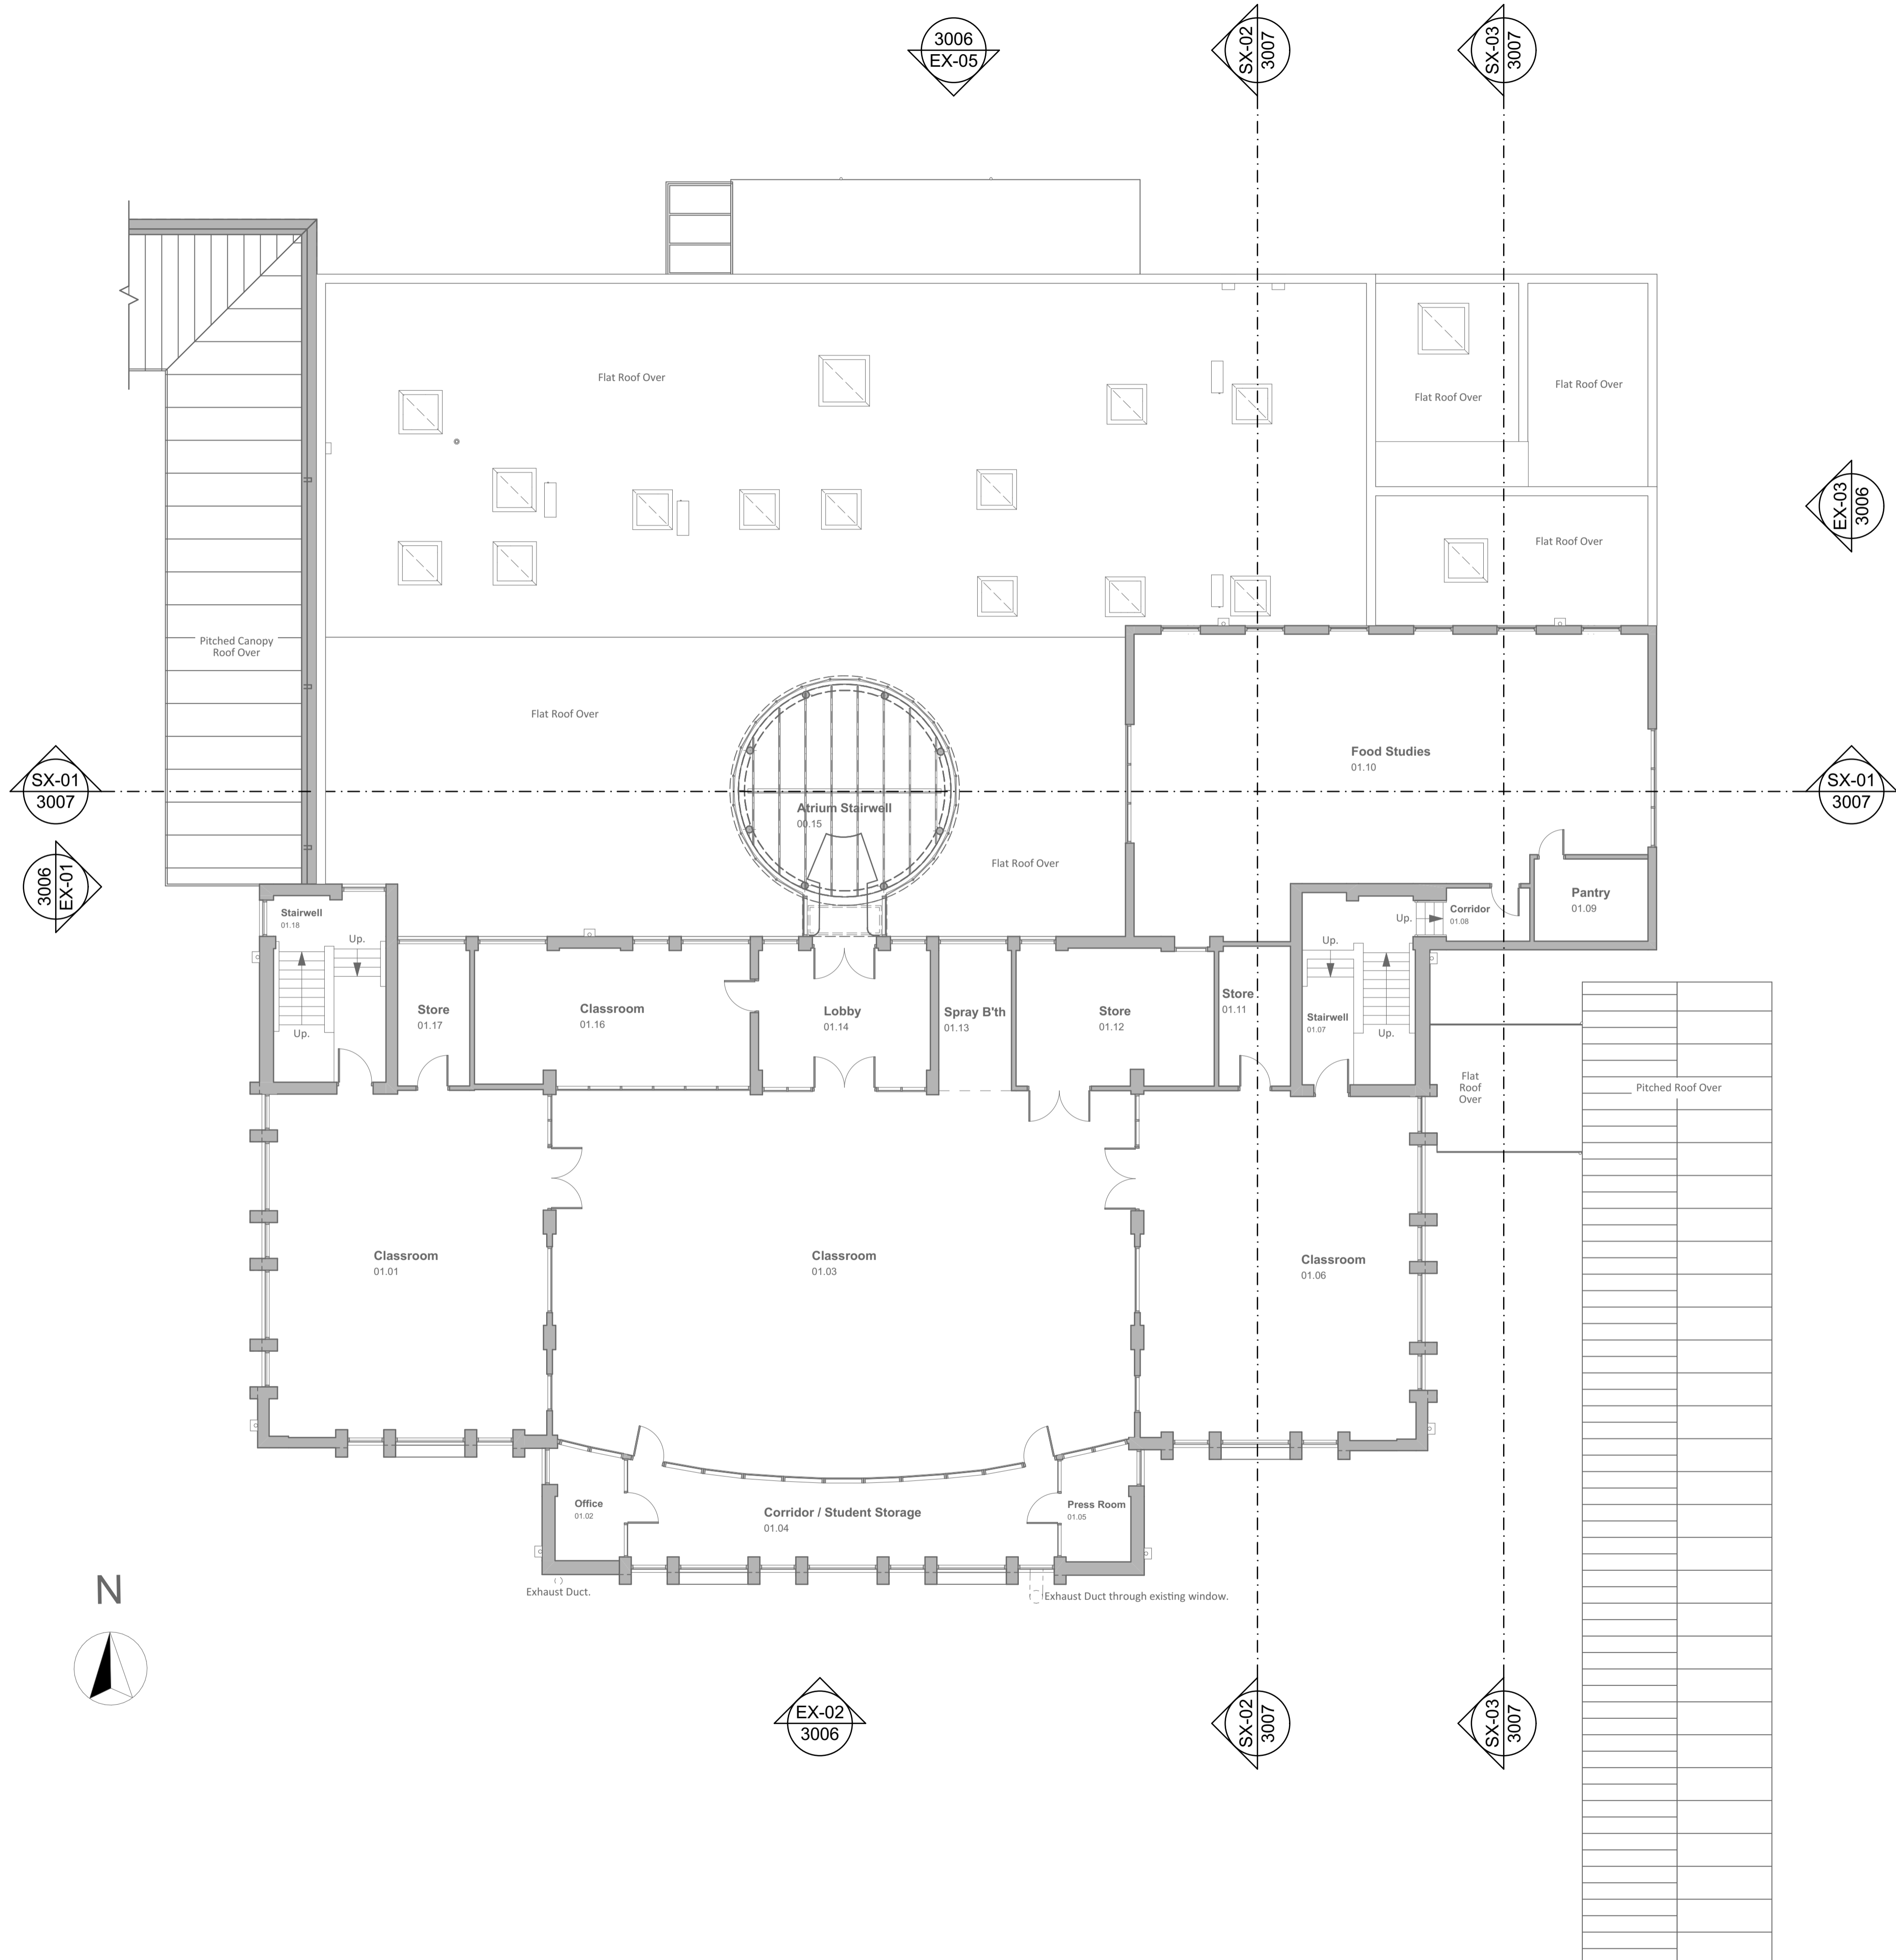 3006
EX-05
SX-02
3007
SX-03
3007
Flat Roof Over
Flat Roof Over
Flat Roof Over
EX-03
3006
Flat Roof Over
Pitched Canopy
Roof Over
Flat Roof Over
Food Studies
01.10
SX-01
3007
SX-01
3007
Atrium Stairwell
00.15
Flat Roof Over
3006
EX-01
Pantry
01.09
Stairwell
01.18
Up.
Up.
Corridor
01.08
Up.
Up.
Up.
Store
01.17
Classroom
01.16
Lobby
01.14
Spray B'th
01.13
Store
01.12
Store
01.11
Stairwell
01.07
Flat
Roof
Over
Pitched Roof Over
Classroom
01.01
Classroom
01.03
Classroom
01.06
Office
01.02
Corridor / Student Storage
01.04
Press Room
01.05
Exhaust Duct.
Exhaust Duct through existing window.
N
EX-02
3006
SX-02
3007
SX-03
3007